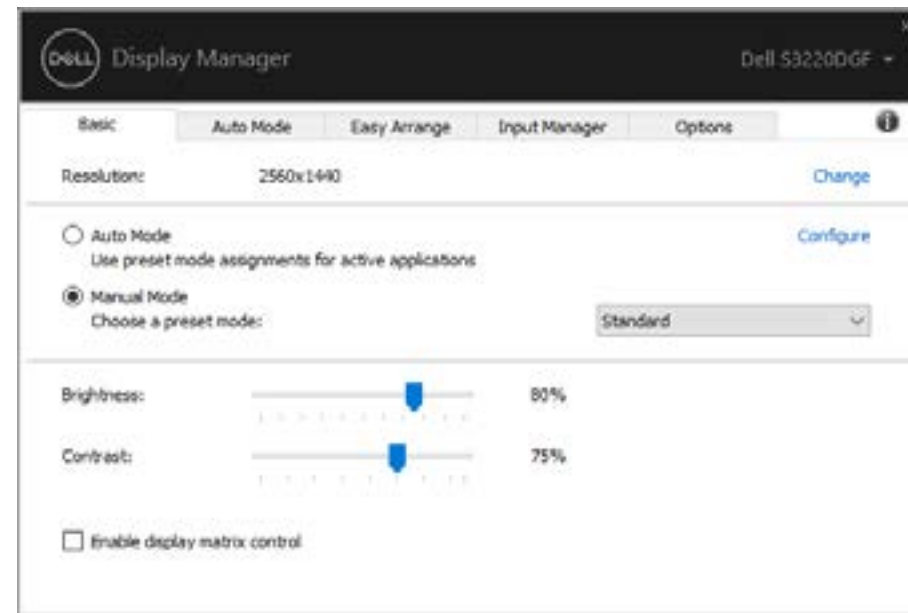 DELL Display Manager Dell S3220DGF
Basic Auto Mode Easy Arrange Input Manager Options
Resolution: 2560x1440 Change
Auto Mode Configure
Use preset mode assignments for active applications
Manual Mode
Choose a preset mode: Standard
Brightness: 80%
Contrast: 75%
Enable display matrix control